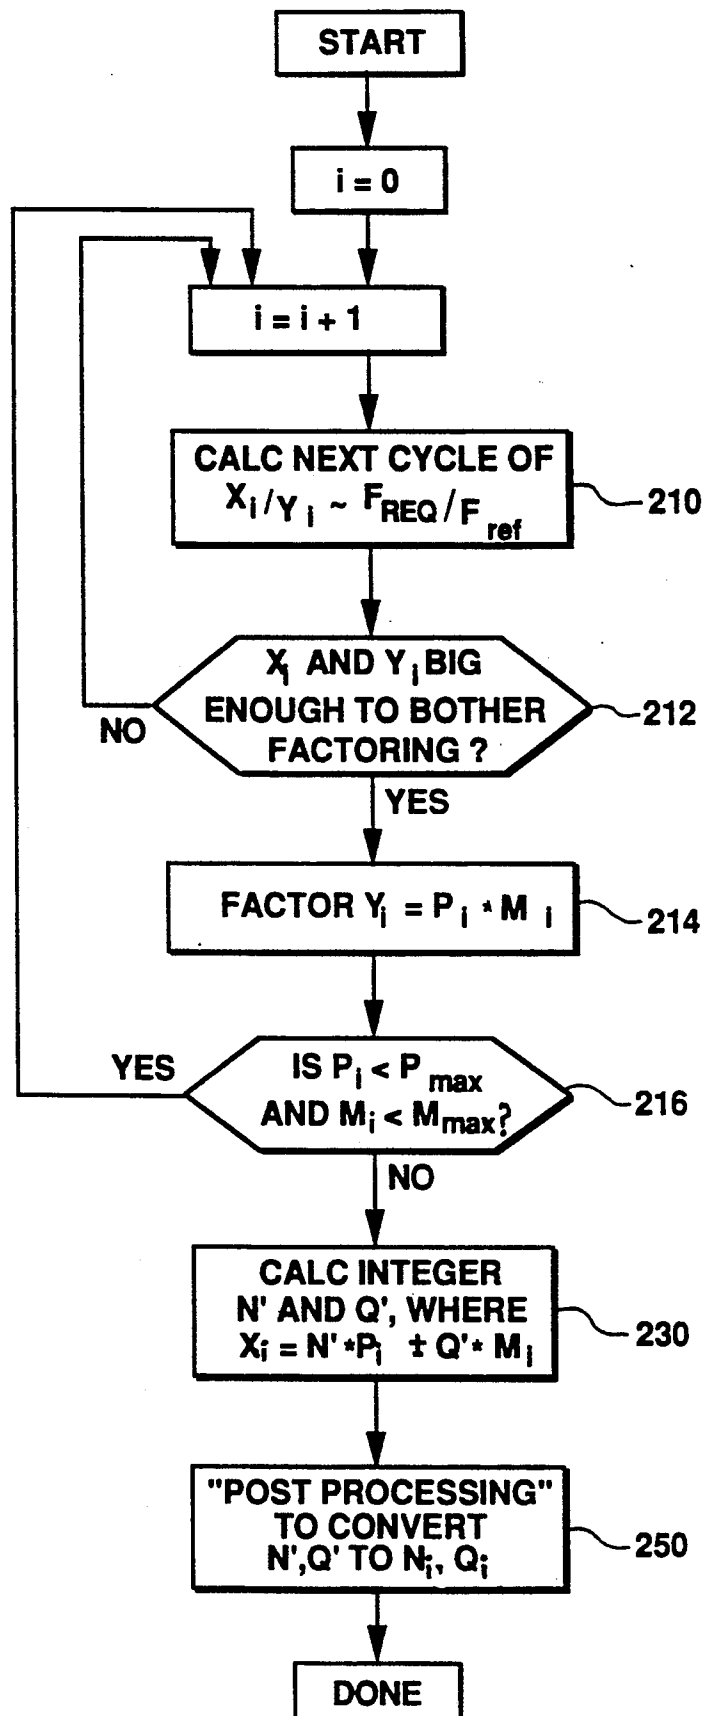 START
i = 0
i = i + 1
CALC NEXT CYCLE OF
Xi/Yi ~ FREQ/Fref
210
Xi AND Yi BIG
ENOUGH TO BOTHER
FACTORING ?
212
NO
YES
FACTOR Yi = Pi * Mi
214
YES
IS Pi < Pmax
AND Mi < Mmax?
216
NO
CALC INTEGER
N' AND Q', WHERE
Xi = N' * Pi ± Q' * Mi
230
"POST PROCESSING"
TO CONVERT
N',Q' TO Ni, Qi
250
DONE